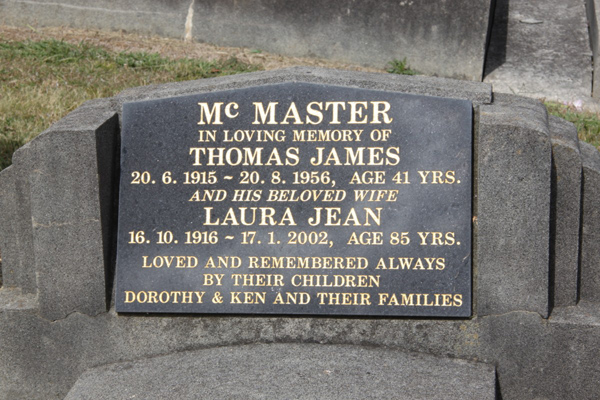 Mc MASTER
IN LOVING MEMORY OF
THOMAS JAMES
20. 6. 1915 ~ 20. 8. 1956, AGE 41 YRS.
AND HIS BELOVED WIFE
LAURA JEAN
16. 10. 1916 ~ 17. 1. 2002, AGE 85 YRS.
LOVED AND REMEMBERED ALWAYS
BY THEIR CHILDREN
DOROTHY & KEN AND THEIR FAMILIES